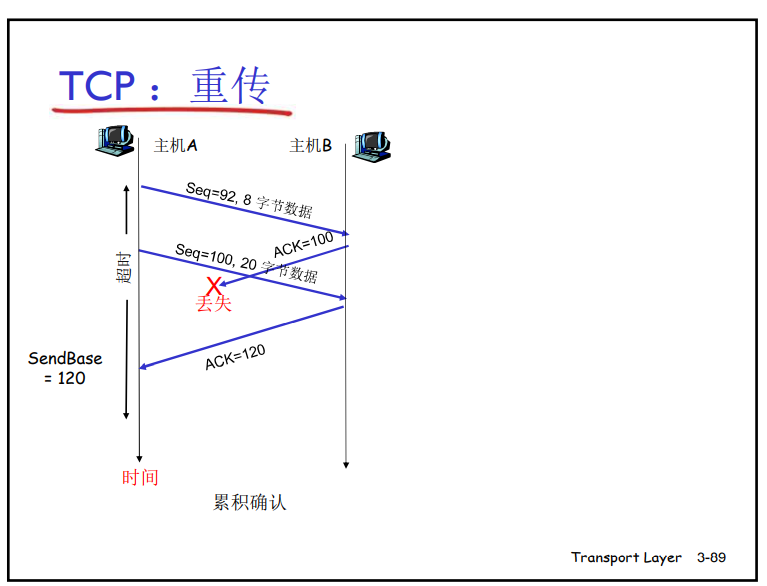 TCP ： 重传
主机A
主机B
Seq=92, 8 字节数据
ACK=100
Seq=100, 20 字节数据
超时
X
丢失
ACK=120
SendBase
= 120
时间
累积确认
Transport Layer 3-89